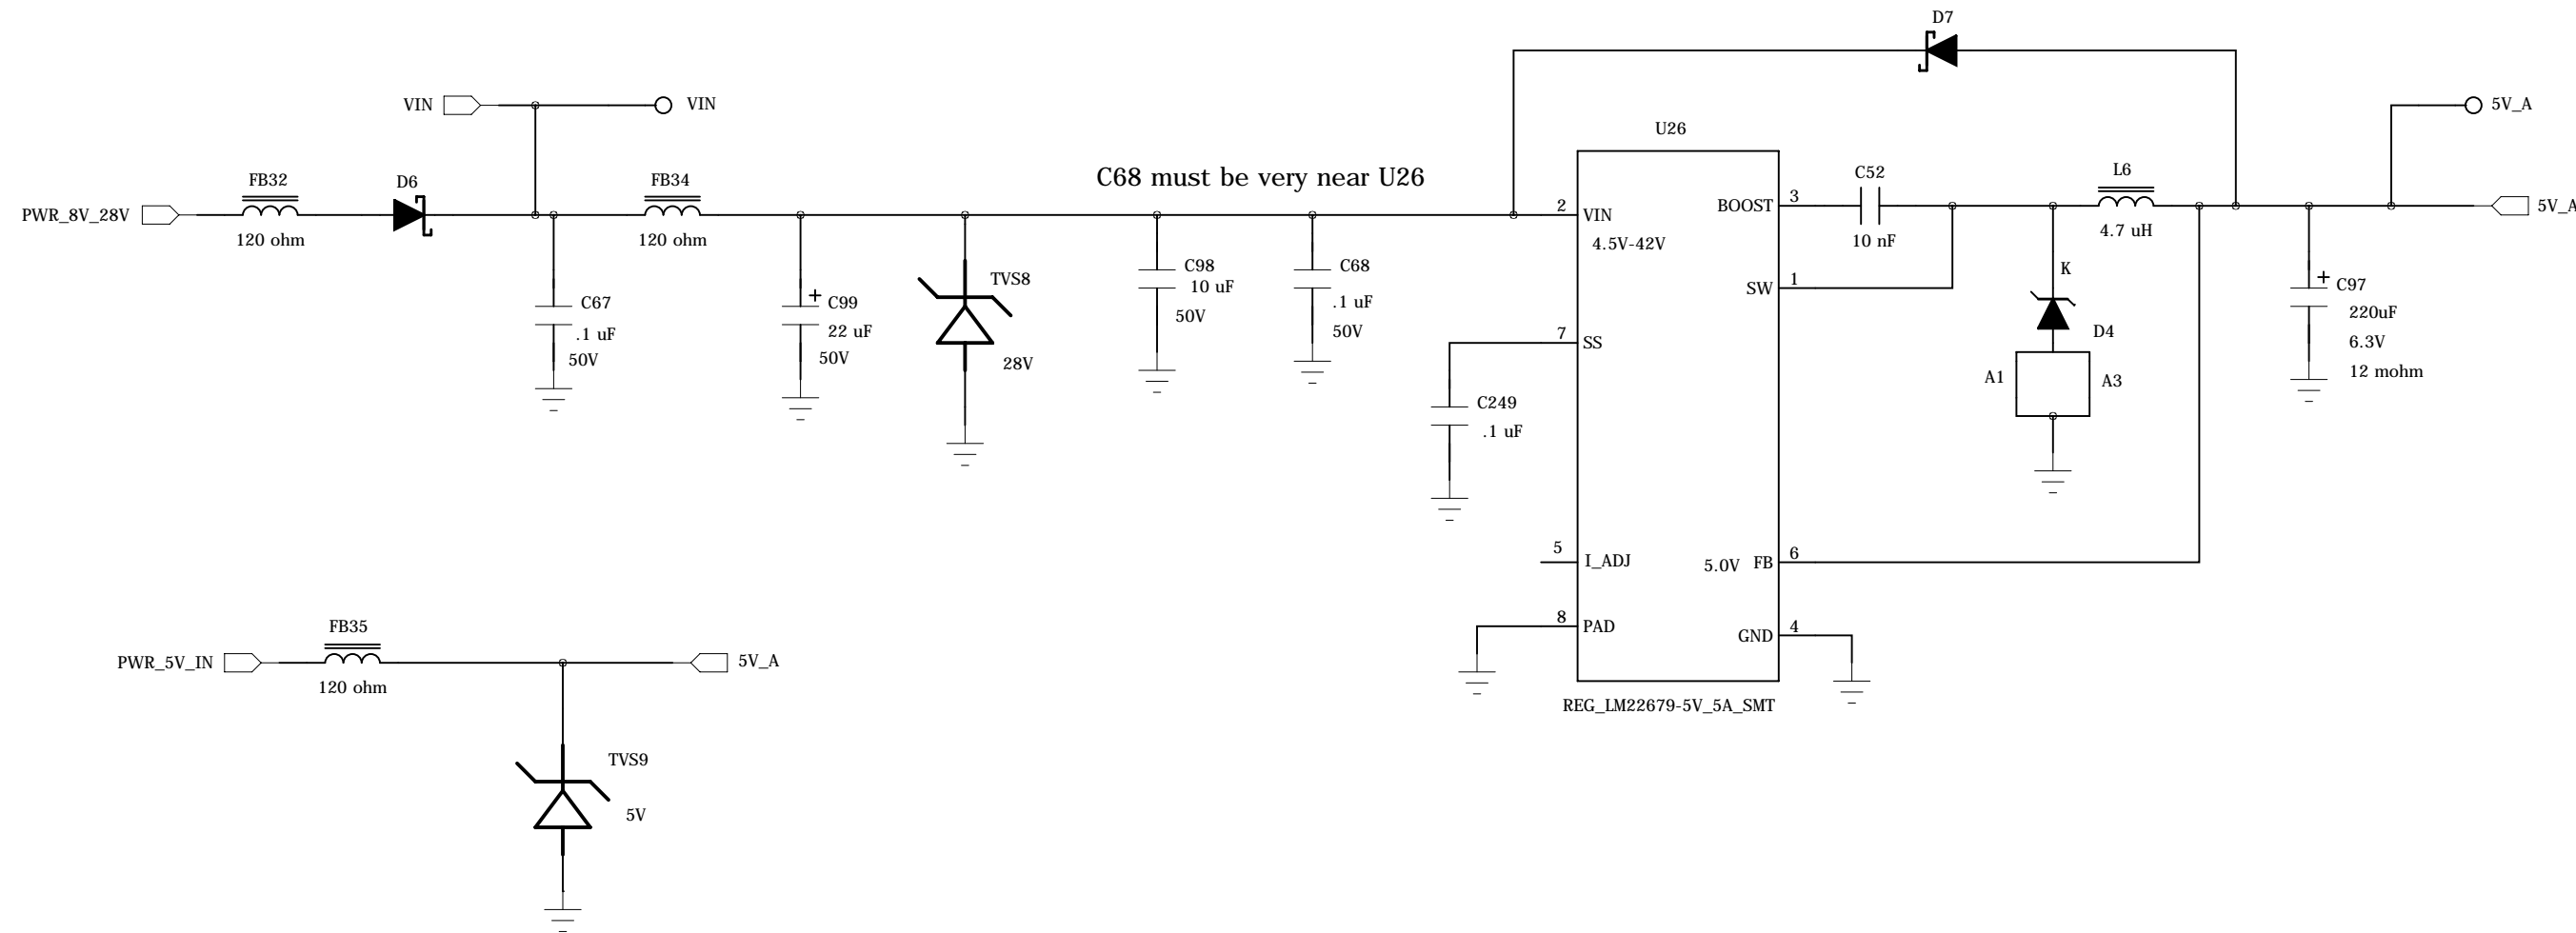 D7
VIN
VIN
5V_A
U26
C68 must be very near U26
FB32
D6
FB34
C52
L6
PWR_8V_28V
2
VIN
BOOST
3
5V_A
120 ohm
120 ohm
4.5V-42V
10 nF
4.7 uH
C67
.1 uF
50V
+
C99
22 uF
50V
TVS8
28V
C98
10 uF
50V
C68
.1 uF
50V
SW
1
K
D4
A1
A3
+
C97
220uF
6.3V
12 mohm
7
SS
C249
.1 uF
5
I_ADJ
5.0V
FB
6
8
PAD
GND
4
REG_LM22679-5V_5A_SMT
FB35
PWR_5V_IN
5V_A
120 ohm
TVS9
5V